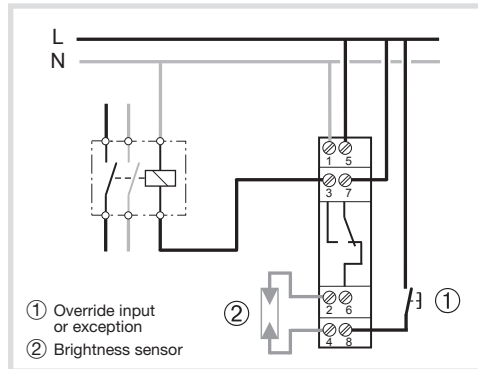 L
N
1 5
3 7
2 6
4 8
①
②
① Override input
or exception
② Brightness sensor